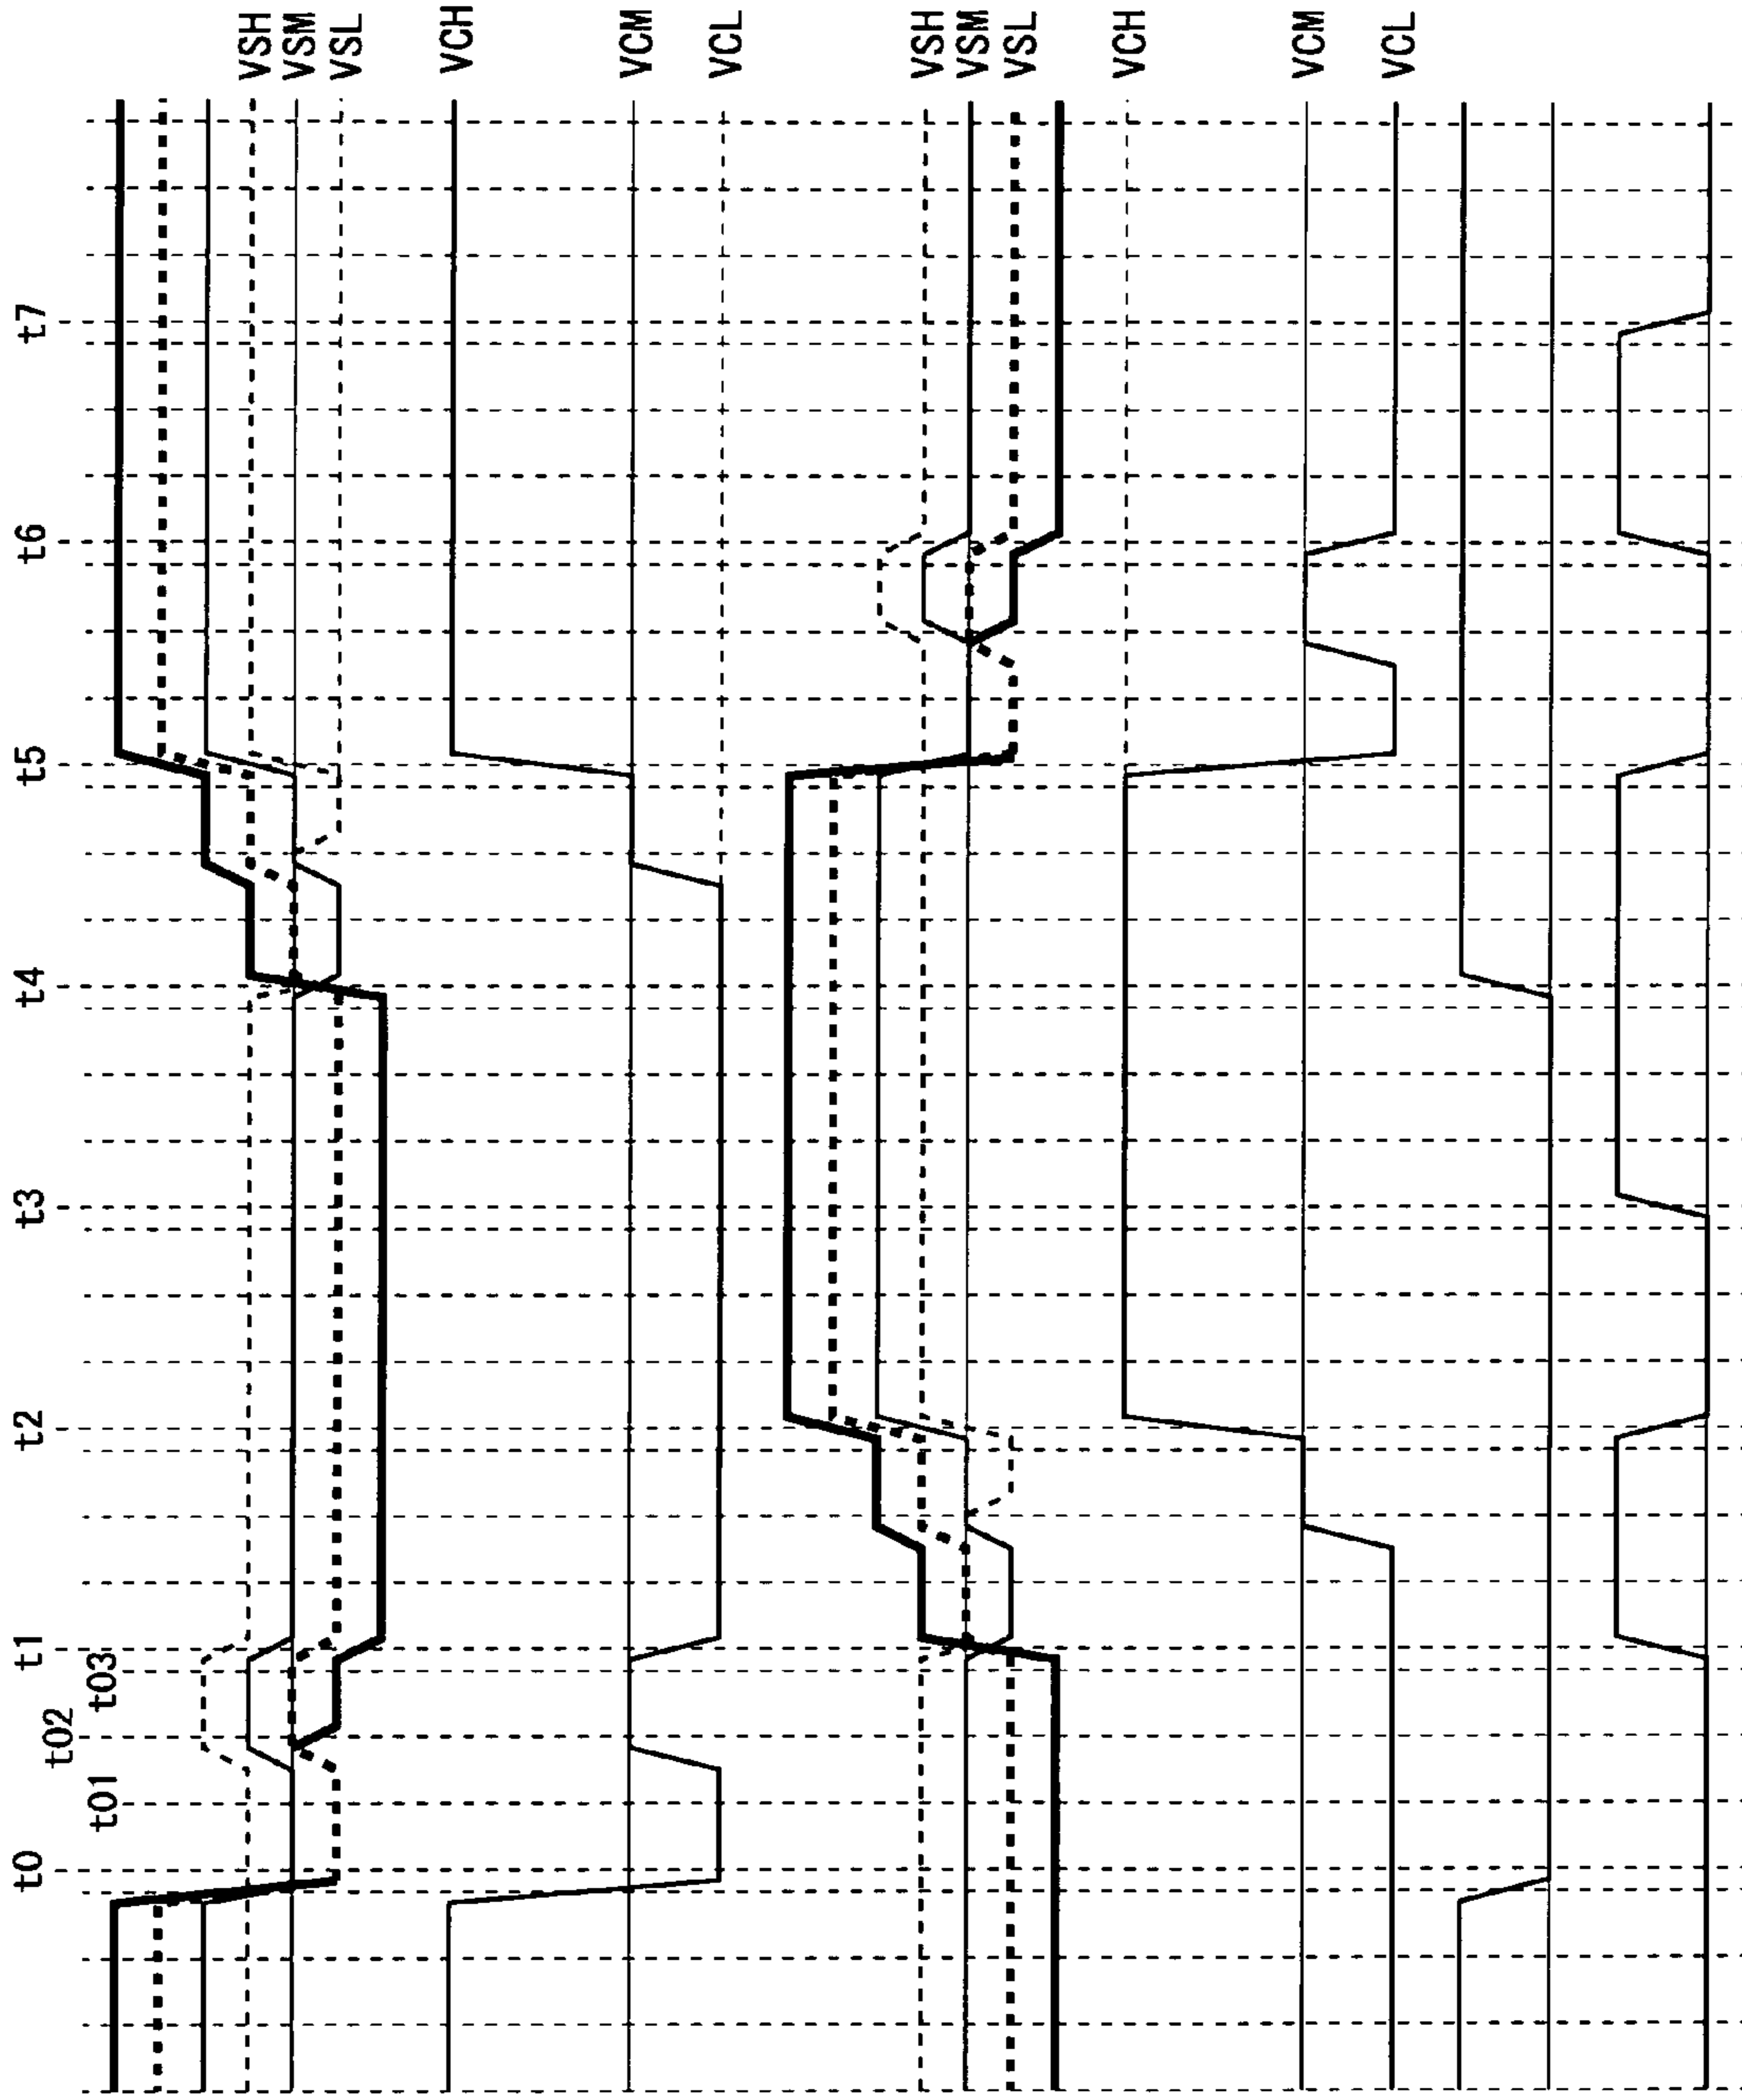 t0
t01
t02
t03
t1
t2
t3
t4
t5
t6
t7
VSH
VSM
VSL
VCH
VCM
VCL
VSH
VSM
VSL
VCH
VCM
VCL